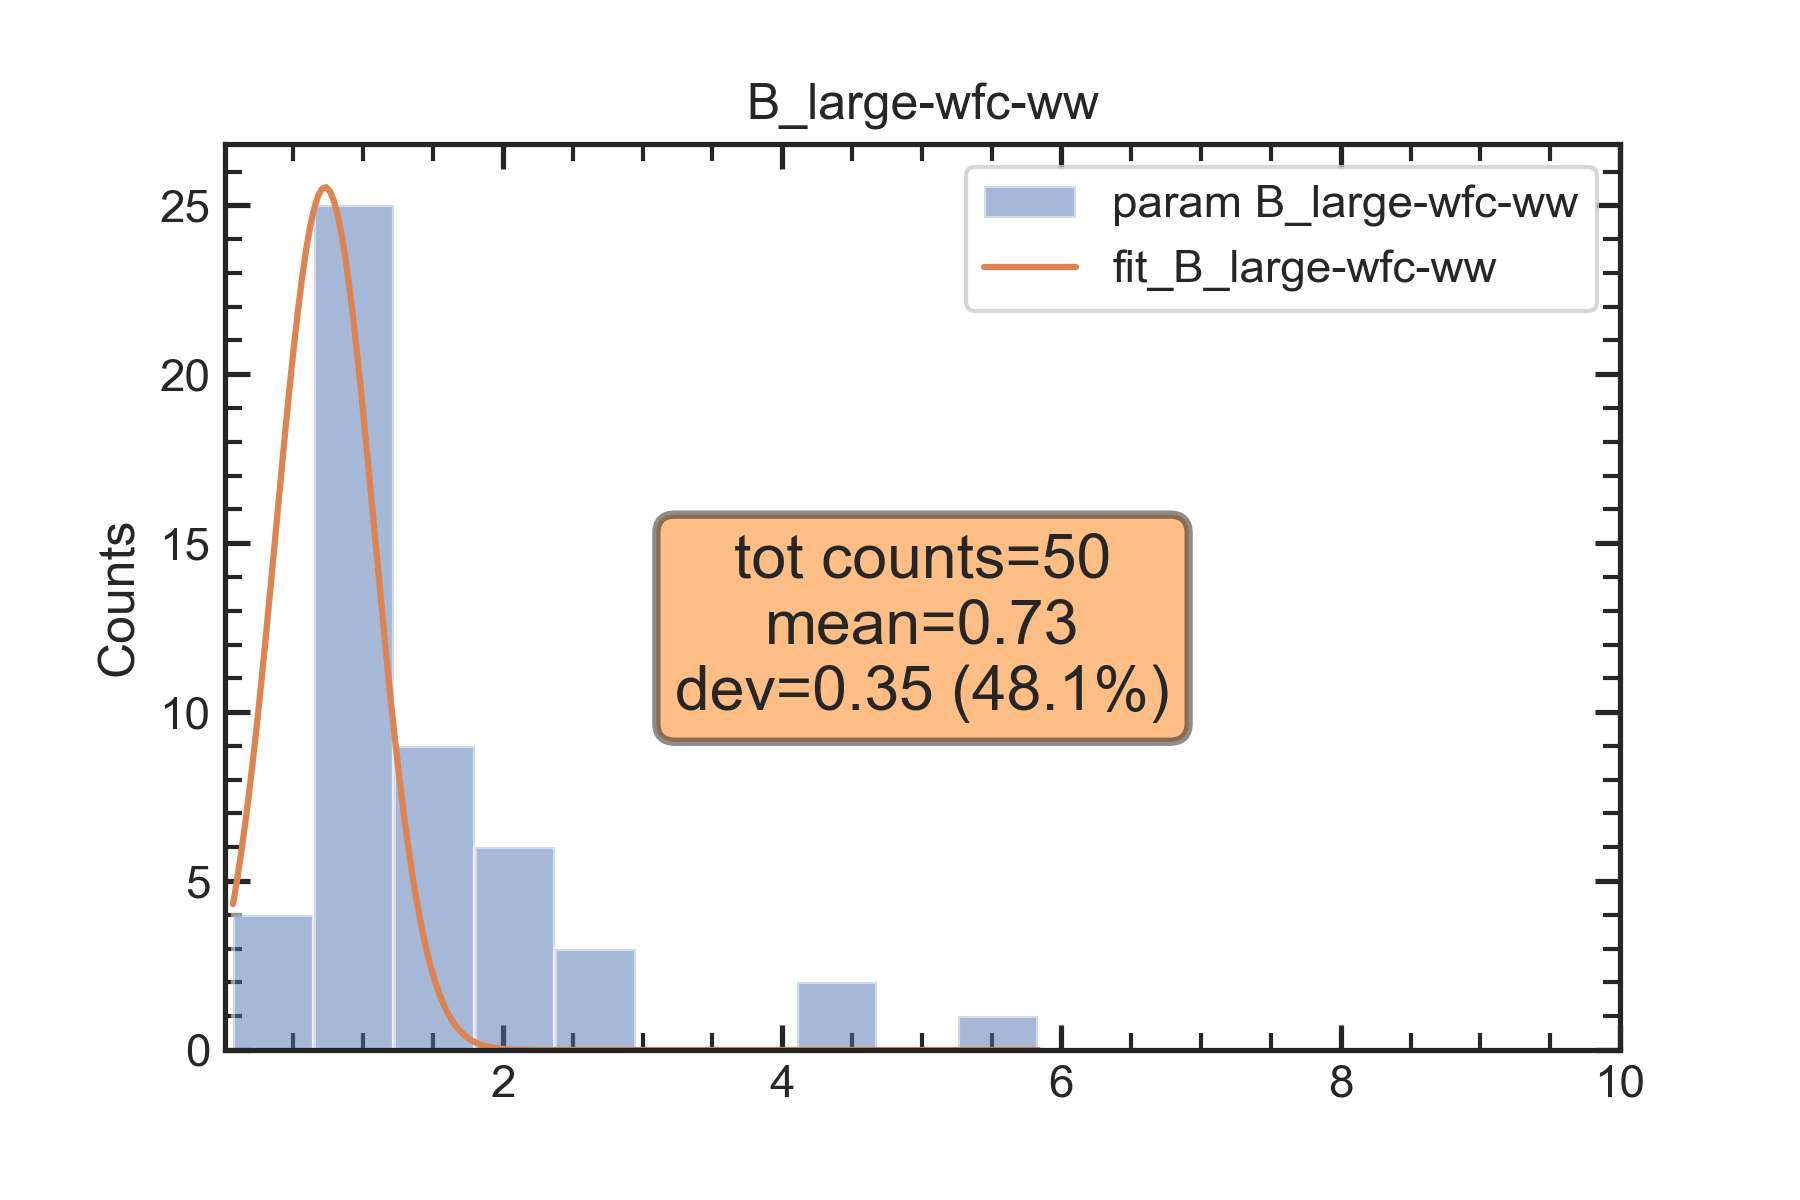 B_large-wfc-ww
param B_large-wfc-ww
fit_B_large-wfc-ww
25
20
15
10
5
0
Counts
tot counts=50
mean=0.73
dev=0.35 (48.1%)
2 4 6 8 10